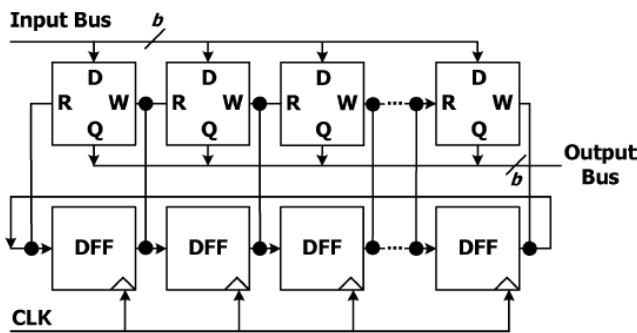 Input Bus b
D D D D
R W R W R W ... R W
Q Q Q Q
b Output
Bus
DFF DFF DFF ... DFF
CLK